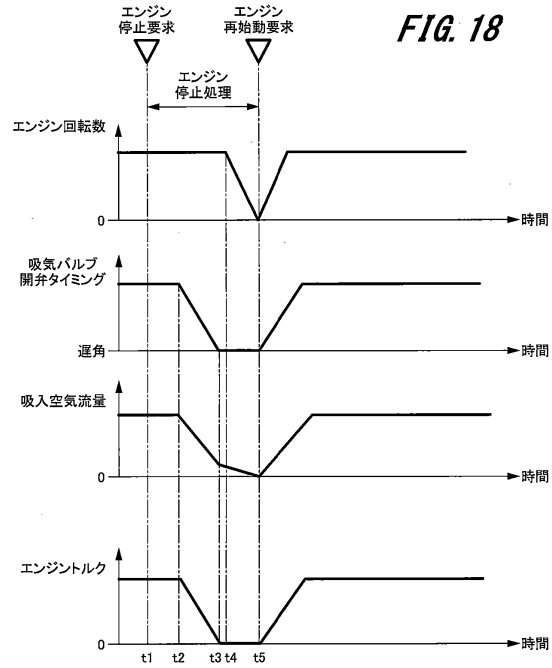 FIG. 18
エンジン
停止要求
エンジン
再始動要求
エンジン
停止処理
エンジン回転数
0
時間
吸気バルブ
開弁タイミング
遅角
時間
吸入空気流量
0
時間
エンジントルク
0
時間
t1 t2 t3 t4 t5